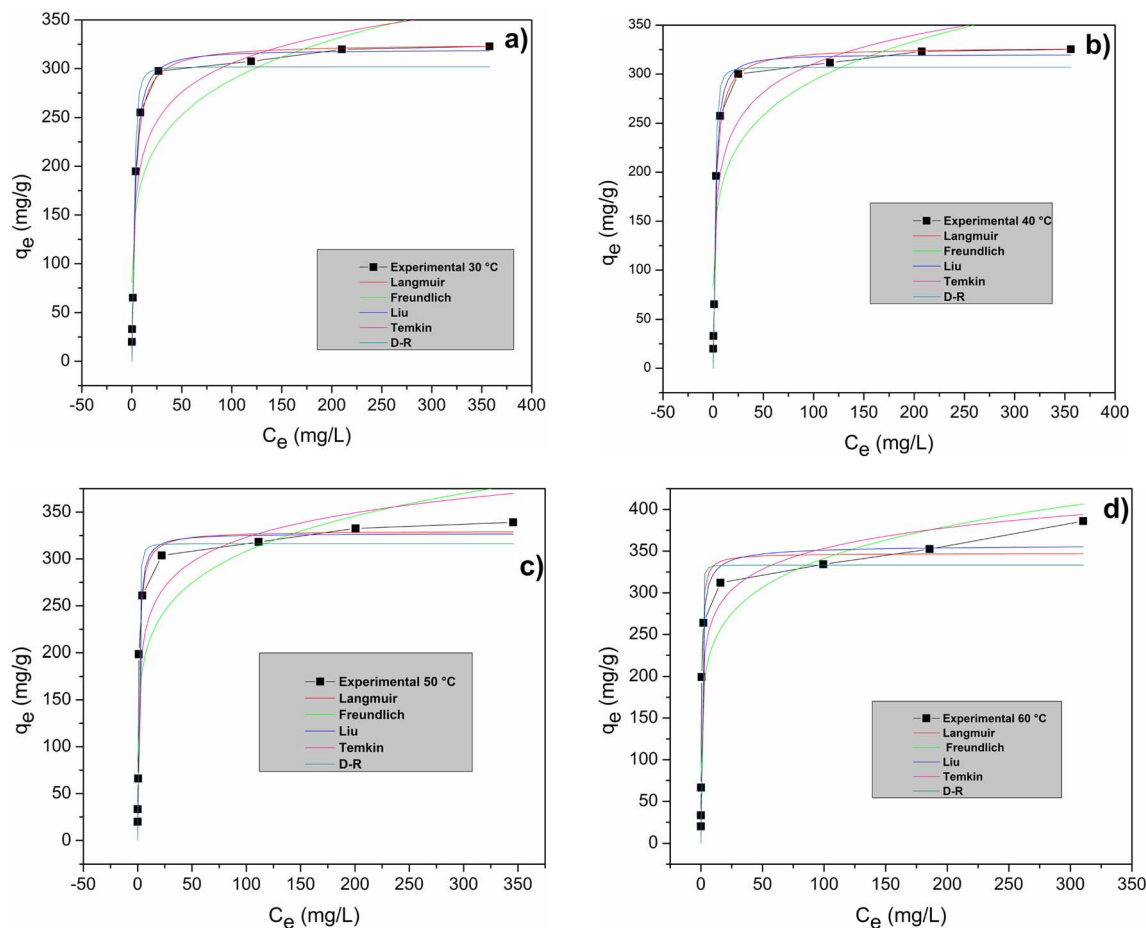 a)
350
300
250
200
150
100
50
0
qe (mg/g)
Experimental 30 °C
Langmuir
Freundlich
Liu
Temkin
D-R
-50 0 50 100 150 200 250 300 350 400
Ce (mg/L)
b)
350
300
250
200
150
100
50
0
qe (mg/g)
Experimental 40 °C
Langmuir
Freundlich
Liu
Temkin
D-R
-50 0 50 100 150 200 250 300 350 400
Ce (mg/L)
c)
350
300
250
200
150
100
50
0
qe (mg/g)
Experimental 50 °C
Langmuir
Freundlich
Liu
Temkin
D-R
-50 0 50 100 150 200 250 300 350
Ce (mg/L)
d)
400
350
300
250
200
150
100
50
0
qe (mg/g)
Experimental 60 °C
Langmuir
Freundlich
Liu
Temkin
D-R
0 50 100 150 200 250 300 350
Ce (mg/L)